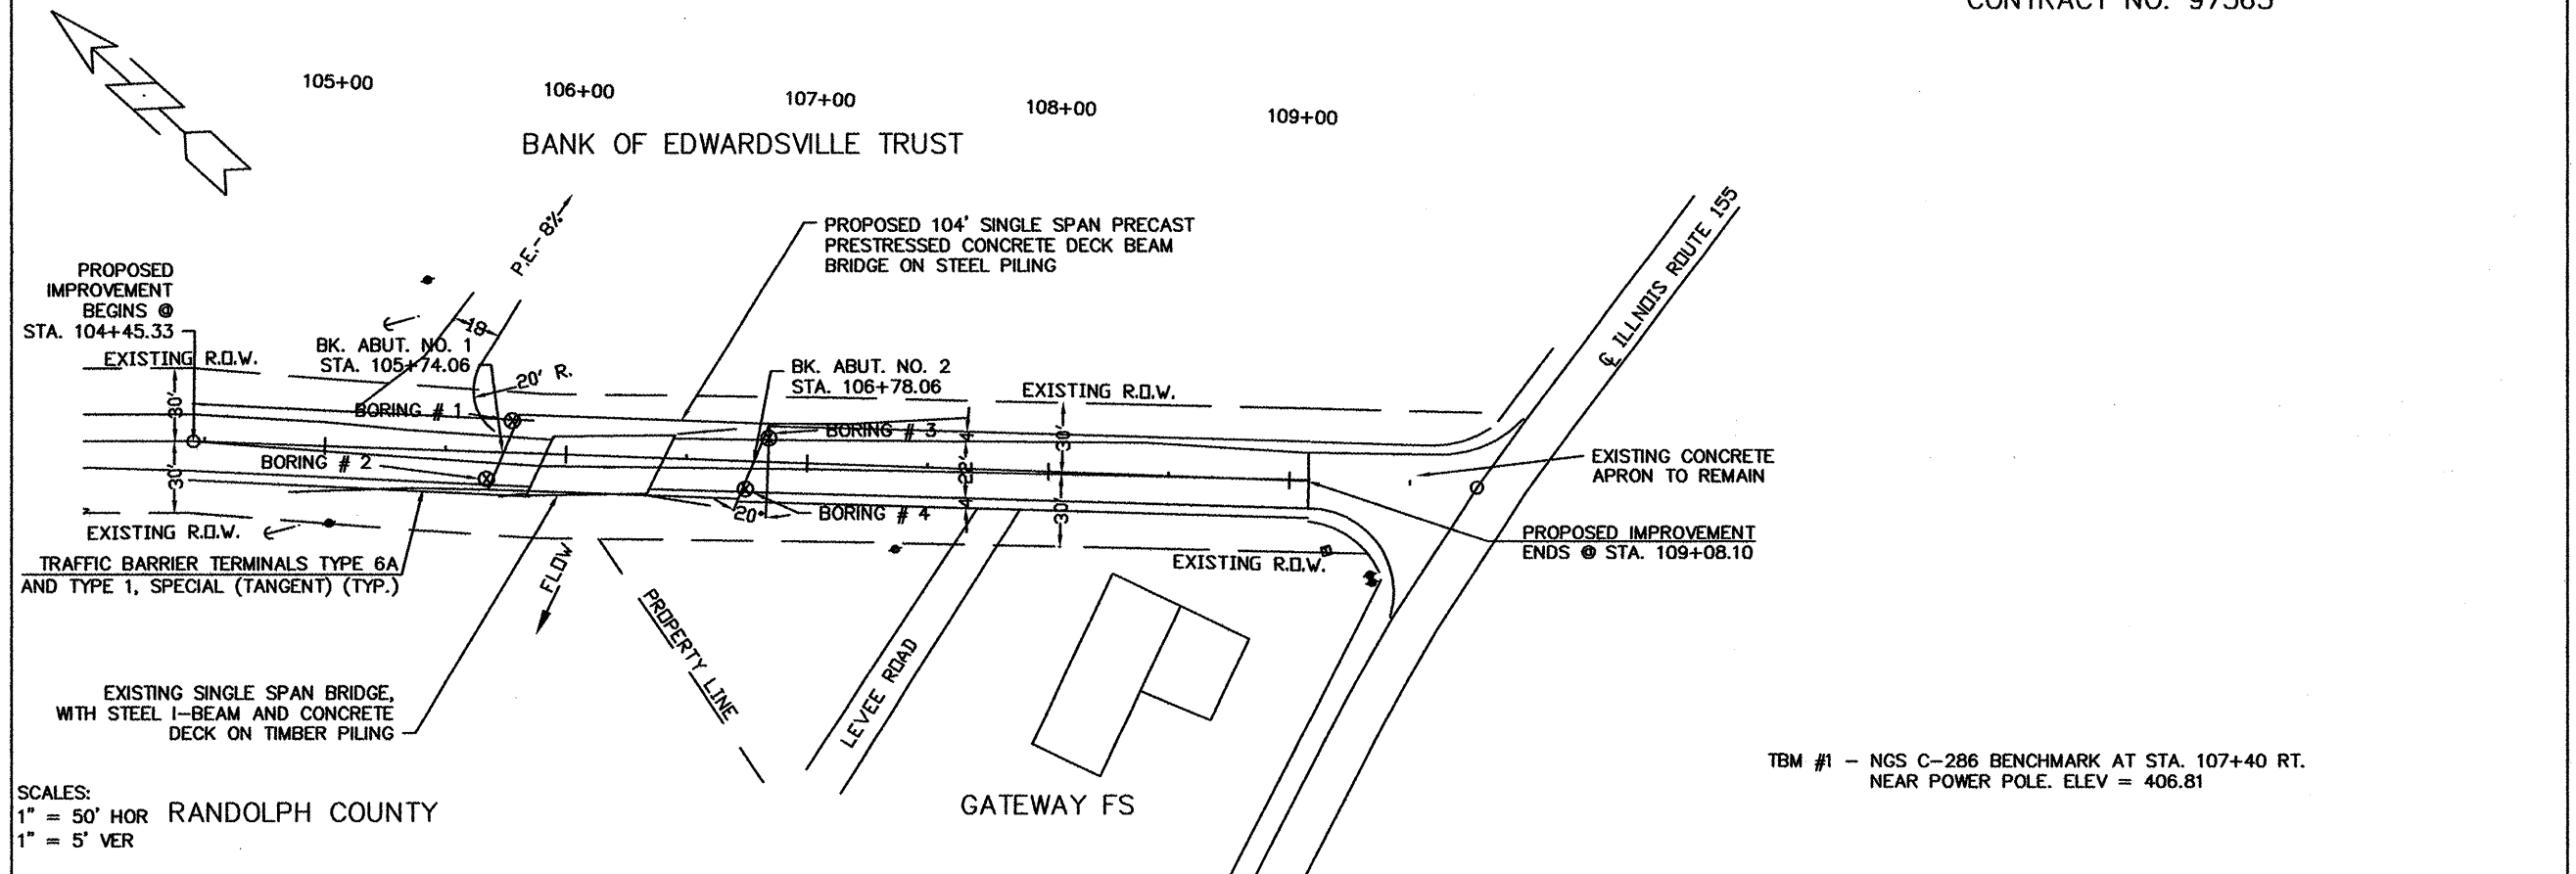 CONTRACT NO. 97565
105+00
106+00
107+00
108+00
109+00
BANK OF EDWARDSVILLE TRUST
P.E.-8%
PROPOSED 104' SINGLE SPAN PRECAST
PRESTRESSED CONCRETE DECK BEAM
BRIDGE ON STEEL PILING
℄ ILLNOIS ROUTE 155
PROPOSED
IMPROVEMENT
BEGINS @
STA. 104+45.33
EXISTING R.O.W.
18
BK. ABUT. NO. 1
STA. 105+74.06
20' R.
BK. ABUT. NO. 2
STA. 106+78.06
EXISTING R.O.W.
30'
BORING # 1
BORING # 3
4
30'
BORING # 2
22'
30'
EXISTING CONCRETE
APRON TO REMAIN
20°
BORING # 4
4
30'
EXISTING R.O.W.
PROPOSED IMPROVEMENT
ENDS @ STA. 109+08.10
EXISTING R.O.W.
TRAFFIC BARRIER TERMINALS TYPE 6A
AND TYPE 1, SPECIAL (TANGENT) (TYP.)
FLOW
PROPERTY LINE
LEVEE ROAD
EXISTING SINGLE SPAN BRIDGE,
WITH STEEL I-BEAM AND CONCRETE
DECK ON TIMBER PILING
TBM #1 - NGS C-286 BENCHMARK AT STA. 107+40 RT.
NEAR POWER POLE. ELEV = 406.81
SCALES:
1" = 50' HOR
1" = 5' VER
RANDOLPH COUNTY
GATEWAY FS